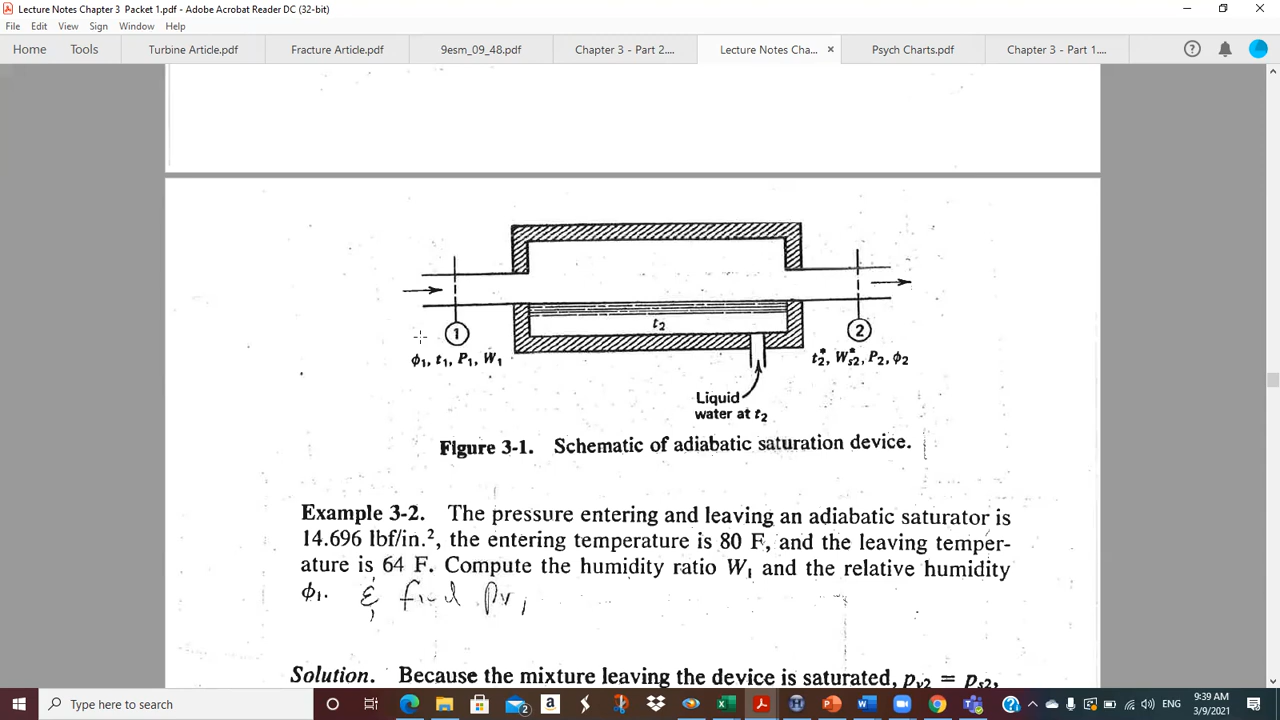 Lecture Notes Chapter 3 Packet 1.pdf - Adobe Acrobat Reader DC (32-bit)
File Edit View Sign Window Help
Home Tools Turbine Article.pdf Fracture Article.pdf 9esm_09_48.pdf Chapter 3 - Part 2.... Lecture Notes Cha... × Psych Charts.pdf Chapter 3 - Part 1....
t₂
1 2
ϕ₁, t₁, P₁, W₁ t₂*, Wₛ₂*, P₂, ϕ₂
Liquid
water at t₂
Figure 3-1. Schematic of adiabatic saturation device.
Example 3-2. The pressure entering and leaving an adiabatic saturator is
14.696 lbf/in.², the entering temperature is 80 F, and the leaving temper-
ature is 64 F. Compute the humidity ratio W₁ and the relative humidity
ϕ₁. & find Pv₁
Solution. Because the mixture leaving the device is saturated, pᵥ₂ = pₛ₂,
Type here to search
2
ENG
9:39 AM
3/9/2021